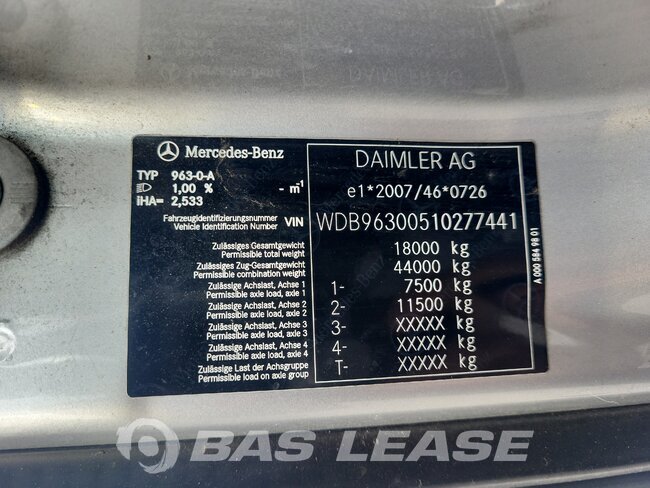 Mercedes-Benz
DAIMLER AG
TYP 963-0-A
1,00 % - m¹
iHA= 2,533
e1*2007/46*0726
Fahrzeugidentifizierungsnummer
Vehicle Identification Number VIN WDB96300510277441
Zulässiges Gesamtgewicht
Permissible total weight 18000 kg
Zulässiges Zug-Gesamtgewicht
Permissible combination weight 44000 kg
Zulässige Achslast, Achse 1
Permissible axle load, axle 1 1- 7500 kg
Zulässige Achslast, Achse 2
Permissible axle load, axle 2 2- 11500 kg
Zulässige Achslast, Achse 3
Permissible axle load, axle 3 3- XXXXX kg
Zulässige Achslast, Achse 4
Permissible axle load, axle 4 4- XXXXX kg
Zulässige Last der Achsgruppe
Permissible load on axle group T- XXXXX kg
A 000 584 98 01
BAS LEASE